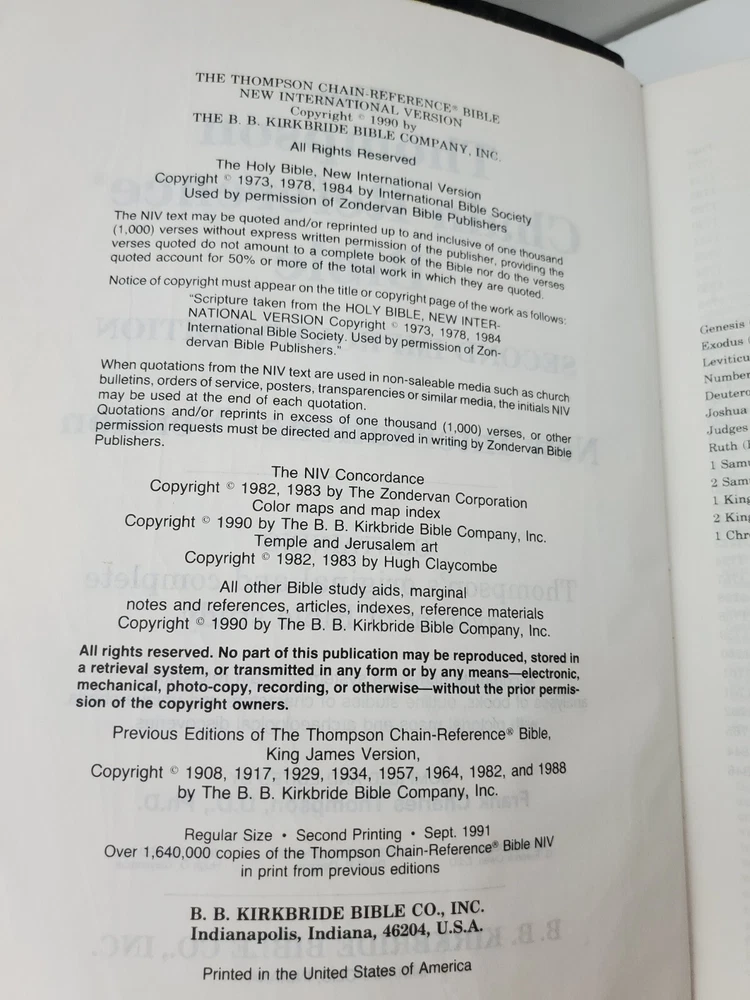 THE THOMPSON CHAIN-REFERENCE® BIBLE
NEW INTERNATIONAL VERSION
Copyright © 1990 by
THE B. B. KIRKBRIDE BIBLE COMPANY, INC.
All Rights Reserved
The Holy Bible, New International Version
Copyright © 1973, 1978, 1984 by International Bible Society
Used by permission of Zondervan Bible Publishers
The NIV text may be quoted and/or reprinted up to and inclusive of one thousand
(1,000) verses without express written permission of the publisher, providing the
verses quoted do not amount to a complete book of the Bible nor do the verses
quoted account for 50% or more of the total work in which they are quoted.
Notice of copyright must appear on the title or copyright page of the work as follows:
"Scripture taken from the HOLY BIBLE, NEW INTER-
NATIONAL VERSION Copyright © 1973, 1978, 1984
International Bible Society. Used by permission of Zon-
dervan Bible Publishers."
When quotations from the NIV text are used in non-saleable media such as church
bulletins, orders of service, posters, transparencies or similar media, the initials NIV
may be used at the end of each quotation.
Quotations and/or reprints in excess of one thousand (1,000) verses, or other
permission requests must be directed and approved in writing by Zondervan Bible
Publishers.
The NIV Concordance
Copyright © 1982, 1983 by The Zondervan Corporation
Color maps and map index
Copyright © 1990 by The B. B. Kirkbride Bible Company, Inc.
Temple and Jerusalem art
Copyright © 1982, 1983 by Hugh Claycombe
All other Bible study aids, marginal
notes and references, articles, indexes, reference materials
Copyright © 1990 by The B. B. Kirkbride Bible Company, Inc.
All rights reserved. No part of this publication may be reproduced, stored in
a retrieval system, or transmitted in any form or by any means—electronic,
mechanical, photo-copy, recording, or otherwise—without the prior permis-
sion of the copyright owners.
Previous Editions of The Thompson Chain-Reference® Bible,
King James Version,
Copyright © 1908, 1917, 1929, 1934, 1957, 1964, 1982, and 1988
by The B. B. Kirkbride Bible Company, Inc.
Regular Size • Second Printing • Sept. 1991
Over 1,640,000 copies of the Thompson Chain-Reference® Bible NIV
in print from previous editions
B. B. KIRKBRIDE BIBLE CO., INC.
Indianapolis, Indiana, 46204, U.S.A.
Printed in the United States of America
Genesis
Exodus
Leviticu
Number
Deutero
Joshua
Judges
Ruth (
1 Samu
2 Sam
1 King
2 King
1 Chr